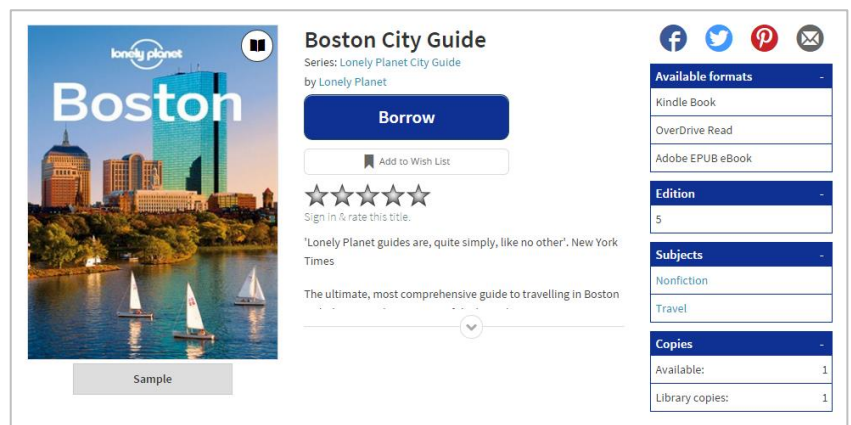 lonely planet
Boston
Sample
Boston City Guide
Series: Lonely Planet City Guide
by Lonely Planet
Borrow
Add to Wish List
Sign in & rate this title.
'Lonely Planet guides are, quite simply, like no other'. New York
Times
The ultimate, most comprehensive guide to travelling in Boston
Available formats -
Kindle Book
OverDrive Read
Adobe EPUB eBook
Edition -
5
Subjects -
Nonfiction
Travel
Copies -
Available: 1
Library copies: 1